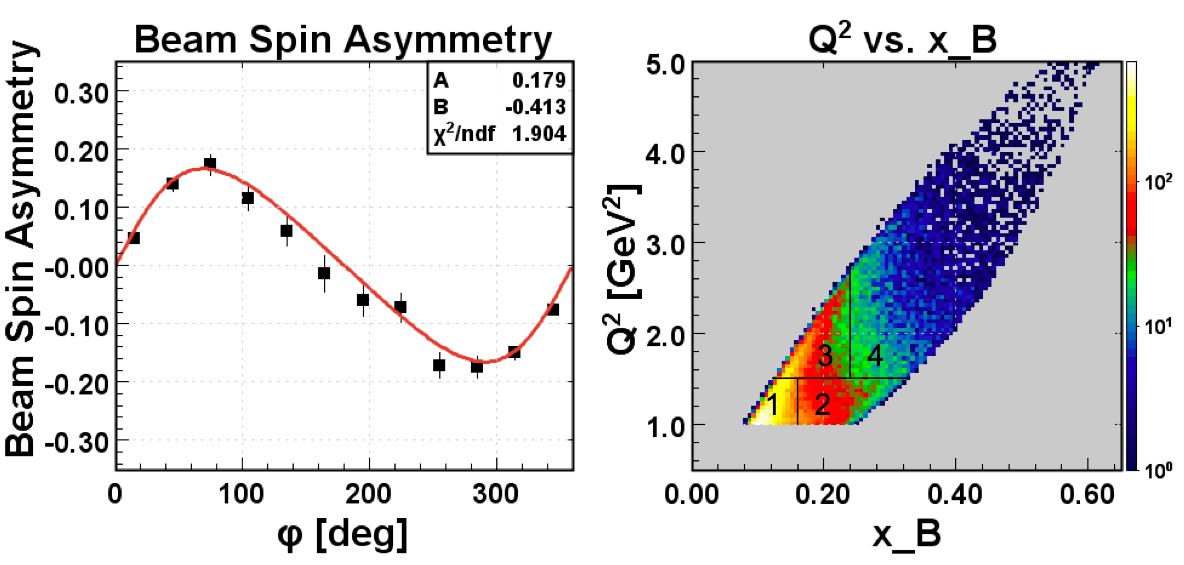 Beam Spin Asymmetry
Beam Spin Asymmetry
A 0.179
B -0.413
χ²/ndf 1.904
0.30
0.20
0.10
-0.00
-0.10
-0.20
-0.30
0 100 200 300
φ [deg]
Q² vs. x_B
Q² [GeV²]
5.0
4.0
3.0
2.0
1.0
3 4
1 2
0.00 0.20 0.40 0.60
x_B
10²
10¹
10⁰